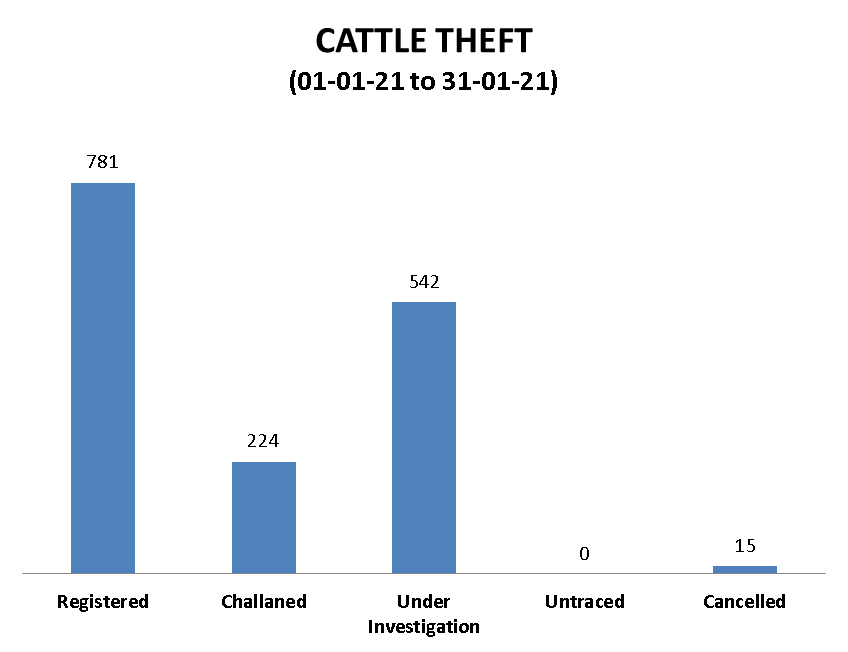 CATTLE THEFT
(01-01-21 to 31-01-21)
781
224
542
0
15
Registered
Challaned
Under
Investigation
Untraced
Cancelled